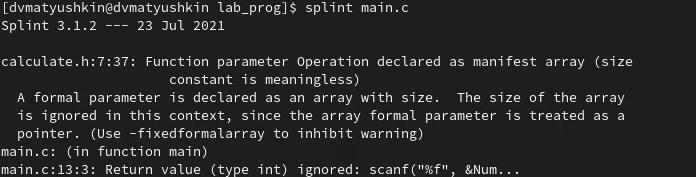 [dvmatyushkin@dvmatyushkin lab_prog]$ splint main.c
Splint 3.1.2 --- 23 Jul 2021

calculate.h:7:37: Function parameter Operation declared as manifest array (size
                     constant is meaningless)
  A formal parameter is declared as an array with size.  The size of the array
  is ignored in this context, since the array formal parameter is treated as a
  pointer. (Use -fixedformalarray to inhibit warning)
main.c: (in function main)
main.c:13:3: Return value (type int) ignored: scanf("%f", &Num...